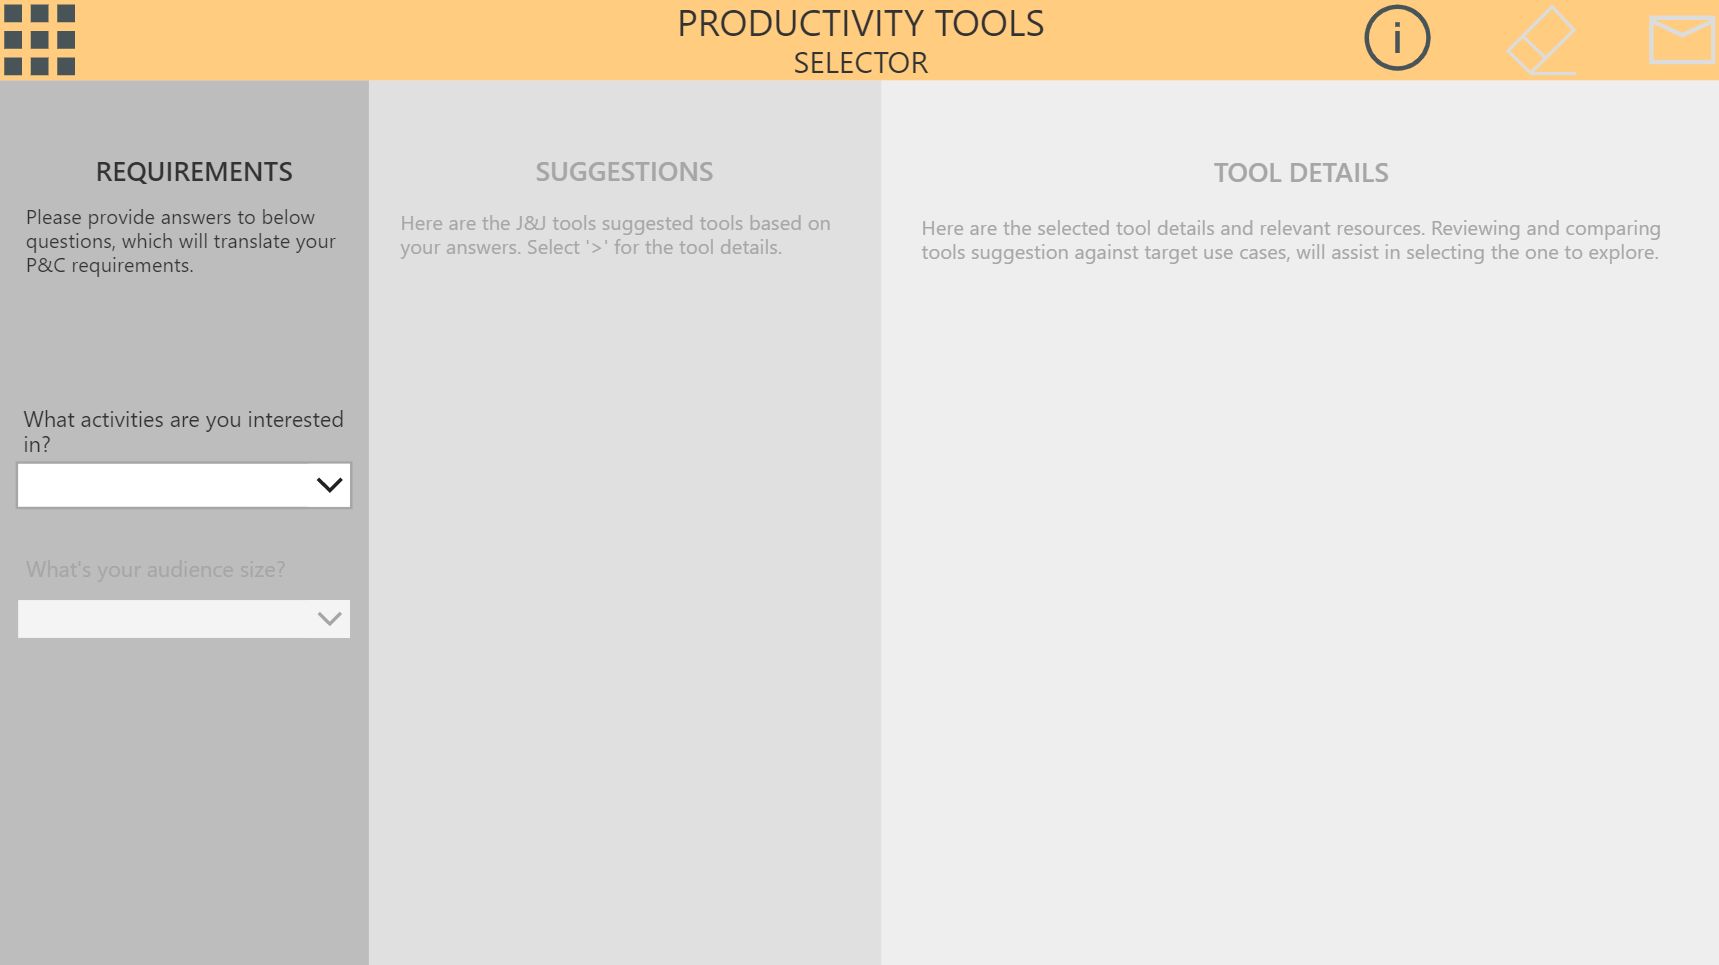 PRODUCTIVITY TOOLS
SELECTOR
i
REQUIREMENTS
Please provide answers to below
questions, which will translate your
P&C requirements.
What activities are you interested
in?
What's your audience size?
SUGGESTIONS
Here are the J&J tools suggested tools based on
your answers. Select '>' for the tool details.
TOOL DETAILS
Here are the selected tool details and relevant resources. Reviewing and comparing
tools suggestion against target use cases, will assist in selecting the one to explore.